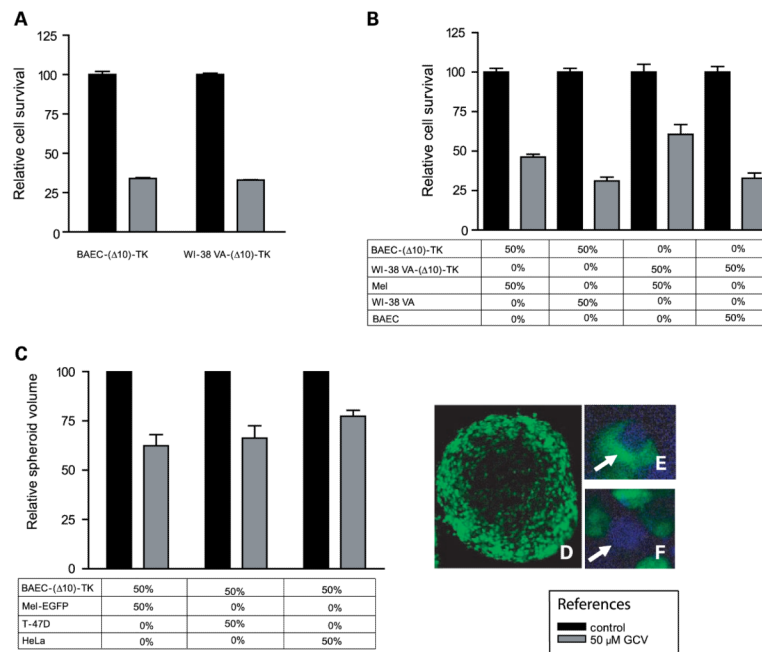 A
125
100
75
50
25
0
Relative cell survival
BAEC-(Δ10)-TK
WI-38 VA-(Δ10)-TK
B
125
100
75
50
25
0
Relative cell survival
BAEC-(Δ10)-TK 50% 50% 0% 0%
WI-38 VA-(Δ10)-TK 0% 0% 50% 50%
Mel 50% 0% 50% 0%
WI-38 VA 0% 50% 0% 0%
BAEC 0% 0% 0% 50%
C
100
75
50
25
0
Relative spheroid volume
BAEC-(Δ10)-TK 50% 50% 50%
Mel-EGFP 50% 0% 0%
T-47D 0% 50% 0%
HeLa 0% 0% 50%
D
E
F
References
control
50 µM GCV